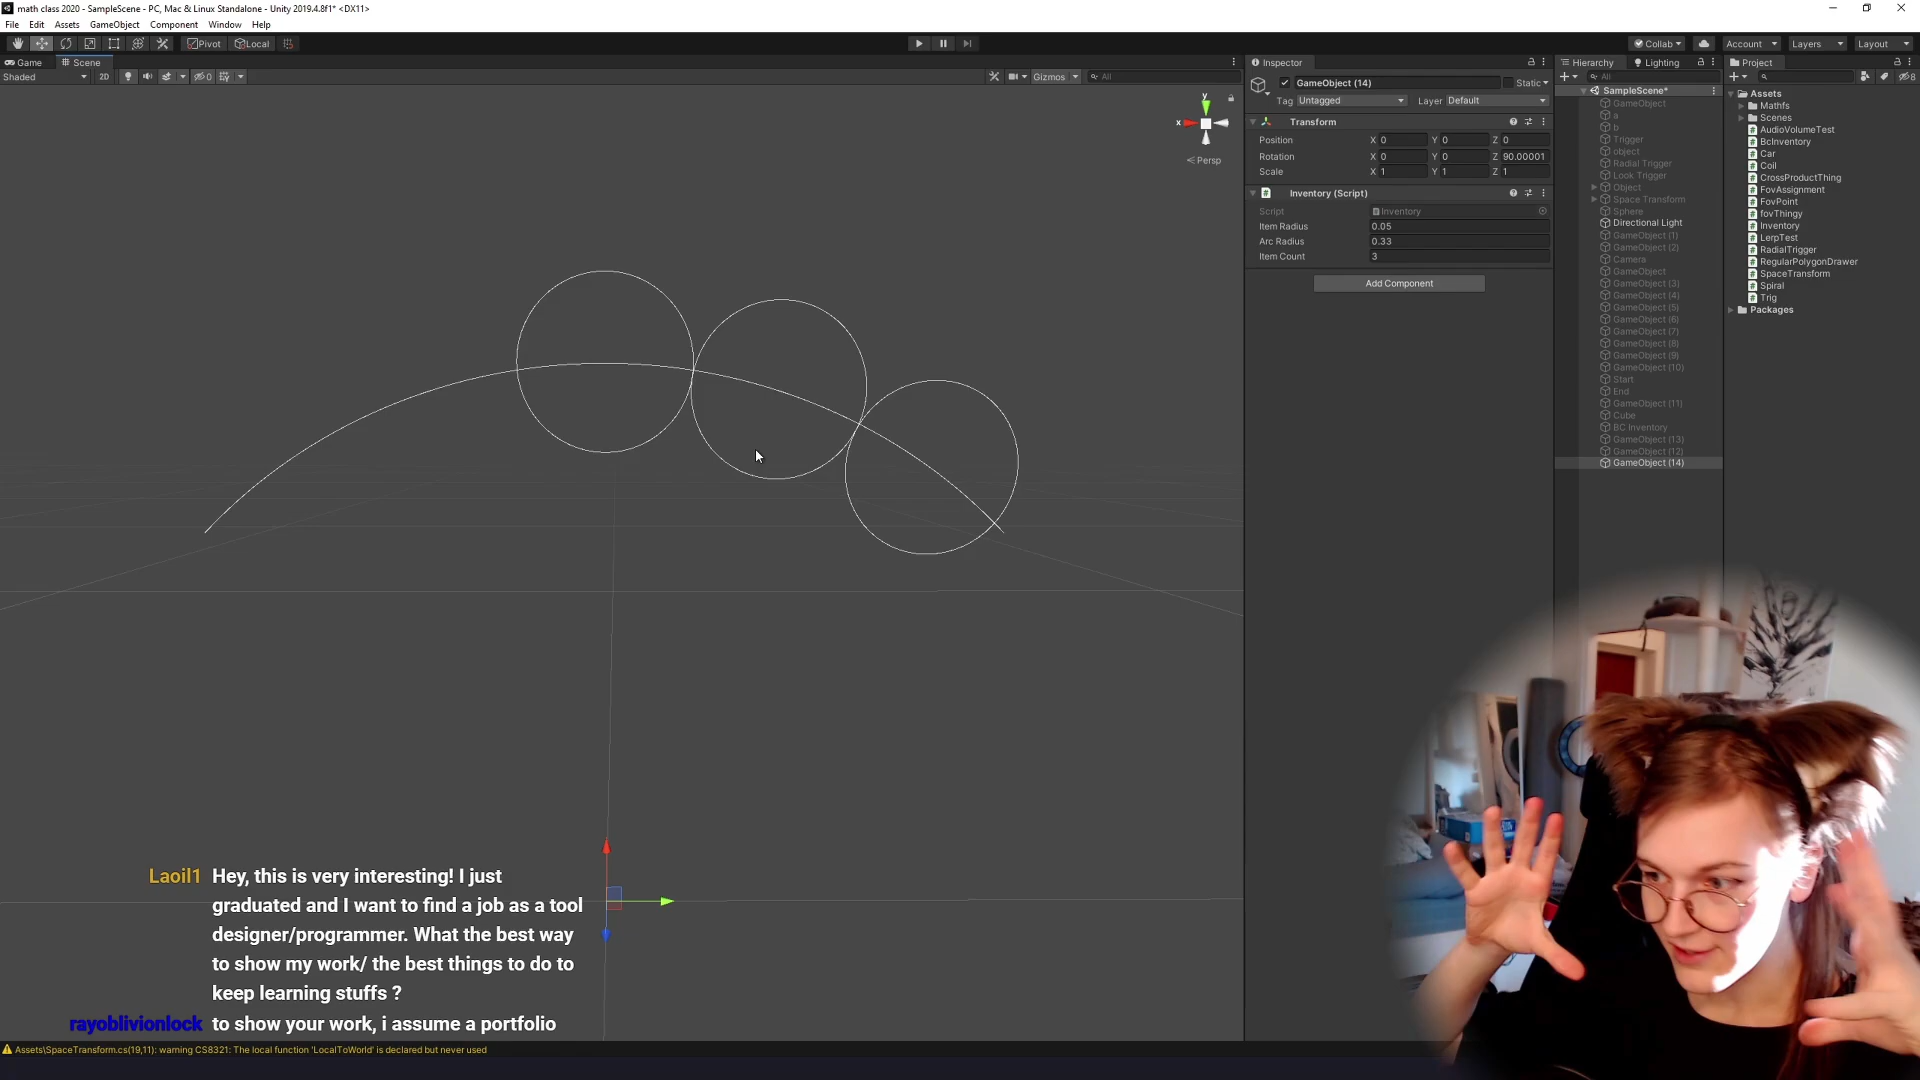 math class 2020 - SampleScene - PC, Mac & Linux Standalone - Unity 2019.4.8f1* <DX11>
File Edit Assets GameObject Component Window Help
Pivot Local Collab Account Layers Layout
Game Scene
Shaded 2D 0 Gizmos All
y
x
Persp
Inspector
GameObject (14) Static
Tag Untagged Layer Default
Transform
Position X 0 Y 0 Z 0
Rotation X 0 Y 0 Z 90.00001
Scale X 1 Y 1 Z 1
Inventory (Script)
Script Inventory
Item Radius 0.05
Arc Radius 0.33
Item Count 3
Add Component
Hierarchy Lighting
All
SampleScene*
GameObject
a
b
Trigger
object
Radial Trigger
Look Trigger
Object
Space Transform
Sphere
Directional Light
GameObject (1)
GameObject (2)
Camera
GameObject
GameObject (3)
GameObject (4)
GameObject (5)
GameObject (6)
GameObject (7)
GameObject (8)
GameObject (9)
GameObject (10)
Start
End
GameObject (11)
Cube
BC Inventory
GameObject (13)
GameObject (12)
GameObject (14)
Project
8
Assets
Mathfs
Scenes
AudioVolumeTest
BcInventory
Car
Coil
CrossProductThing
FovAssignment
FovPoint
fovThingy
Inventory
LerpTest
RadialTrigger
RegularPolygonDrawer
SpaceTransform
Spiral
Trig
Packages
Laoil1 Hey, this is very interesting! I just
graduated and I want to find a job as a tool
designer/programmer. What the best way
to show my work/ the best things to do to
keep learning stuffs ?
rayoblivionlock to show your work, i assume a portfolio
Assets\SpaceTransform.cs(19,11): warning CS8321: The local function 'LocalToWorld' is declared but never used